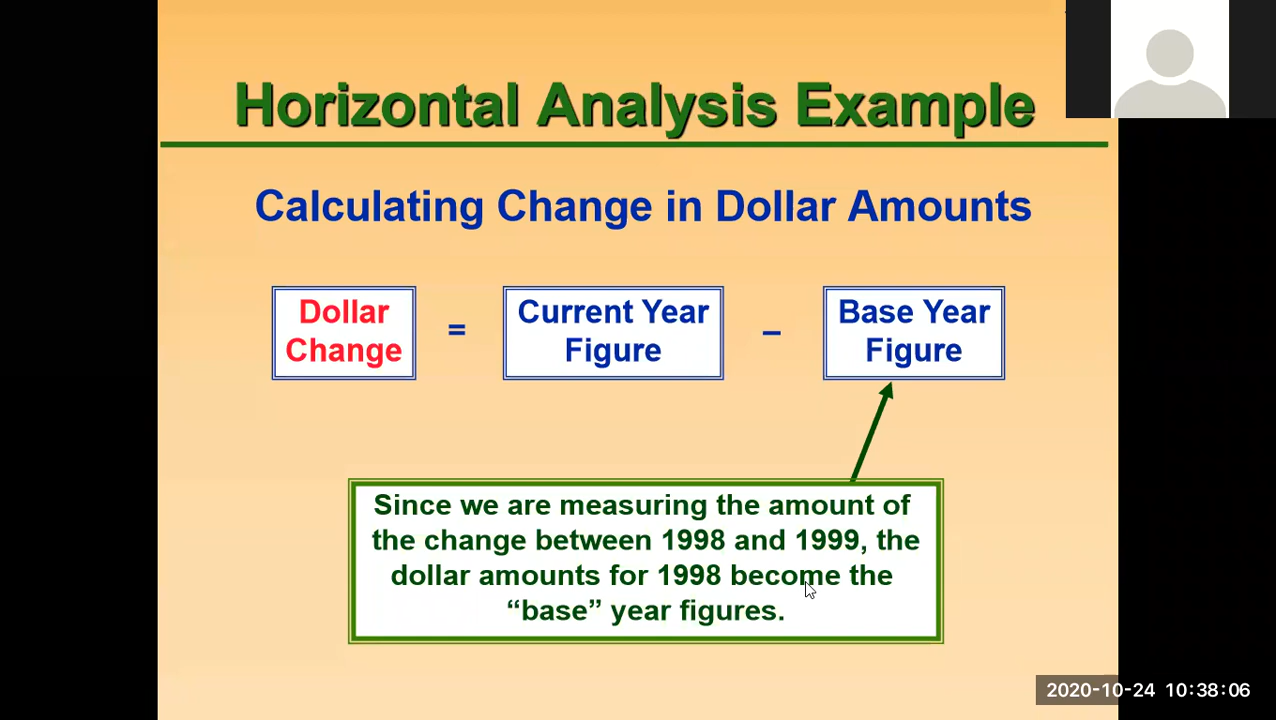 Horizontal Analysis Example
Calculating Change in Dollar Amounts
Dollar
Change
=
Current Year
Figure
–
Base Year
Figure
Since we are measuring the amount of
the change between 1998 and 1999, the
dollar amounts for 1998 become the
“base” year figures.
2020-10-24 10:38:06